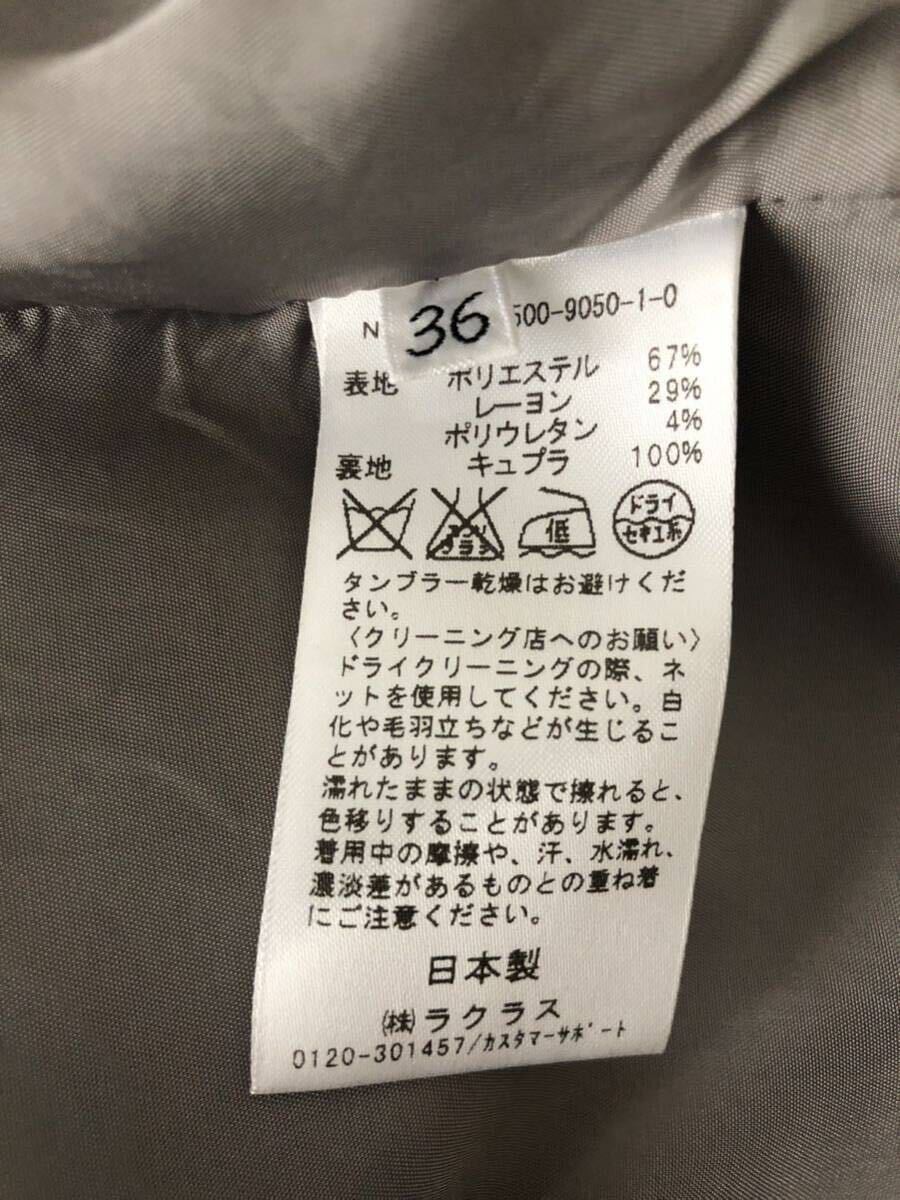 36
N 500-9050-1-0
表地 ポリエステル 67%
レーヨン 29%
ポリウレタン 4%
裏地 キュプラ 100%
エンソ
サラシ
低
ドライ
セキユ系
タンブラー乾燥はお避けくだ
さい。
〈クリーニング店へのお願い〉
ドライクリーニングの際、ネ
ットを使用してください。白
化や毛羽立ちなどが生じるこ
とがあります。
濡れたままの状態で擦れると、
色移りすることがあります。
着用中の摩擦や、汗、水濡れ、
濃淡差があるものとの重ね着
にご注意ください。
日本製
㈱ラクラス
0120-301457/カスタマーサポート